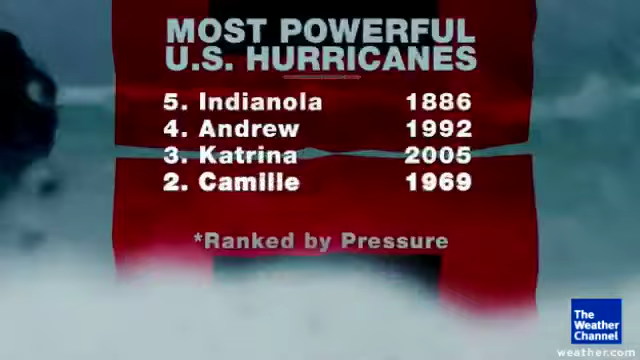 MOST POWERFUL
U.S. HURRICANES
5. Indianola 1886
4. Andrew 1992
3. Katrina 2005
2. Camille 1969
*Ranked by Pressure
The
Weather
Channel
weather.com